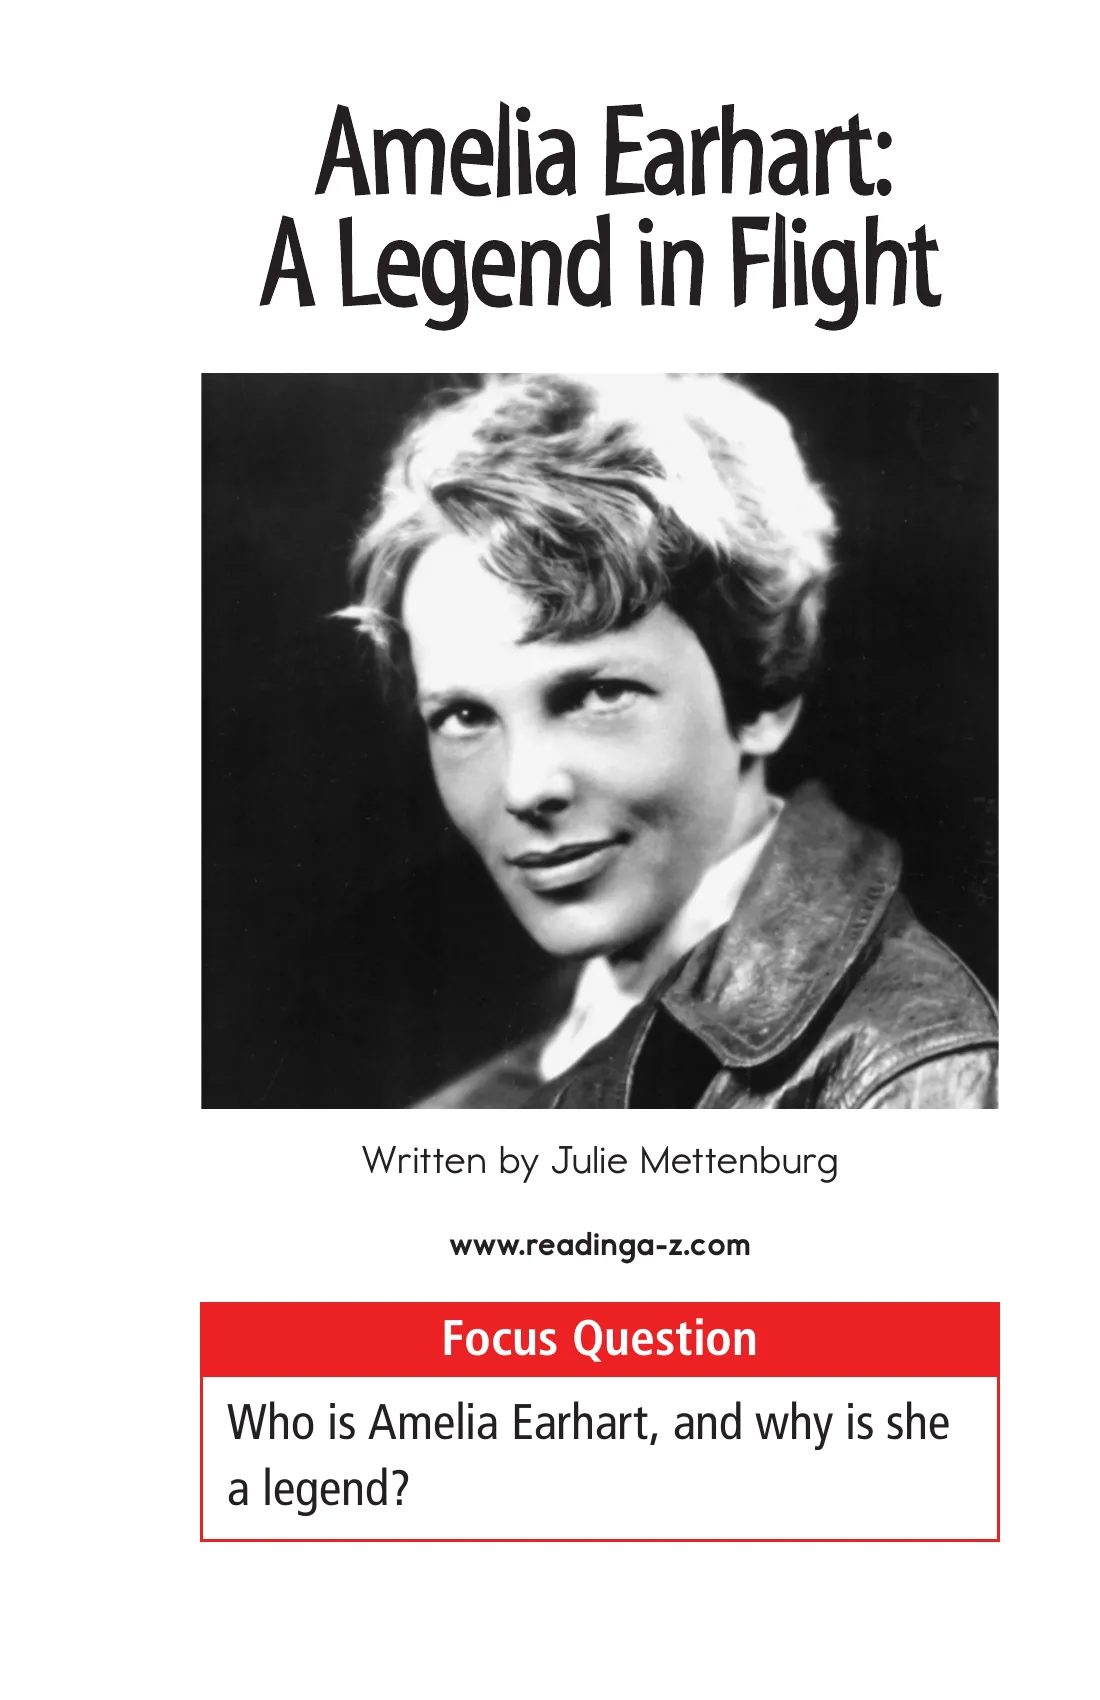 Amelia Earhart:
A Legend in Flight
Written by Julie Mettenburg
www.readinga-z.com
Focus Question
Who is Amelia Earhart, and why is she
a legend?